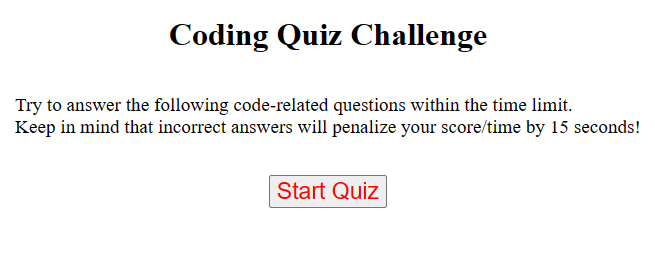 Coding Quiz Challenge
Try to answer the following code-related questions within the time limit.
Keep in mind that incorrect answers will penalize your score/time by 15 seconds!
Start Quiz